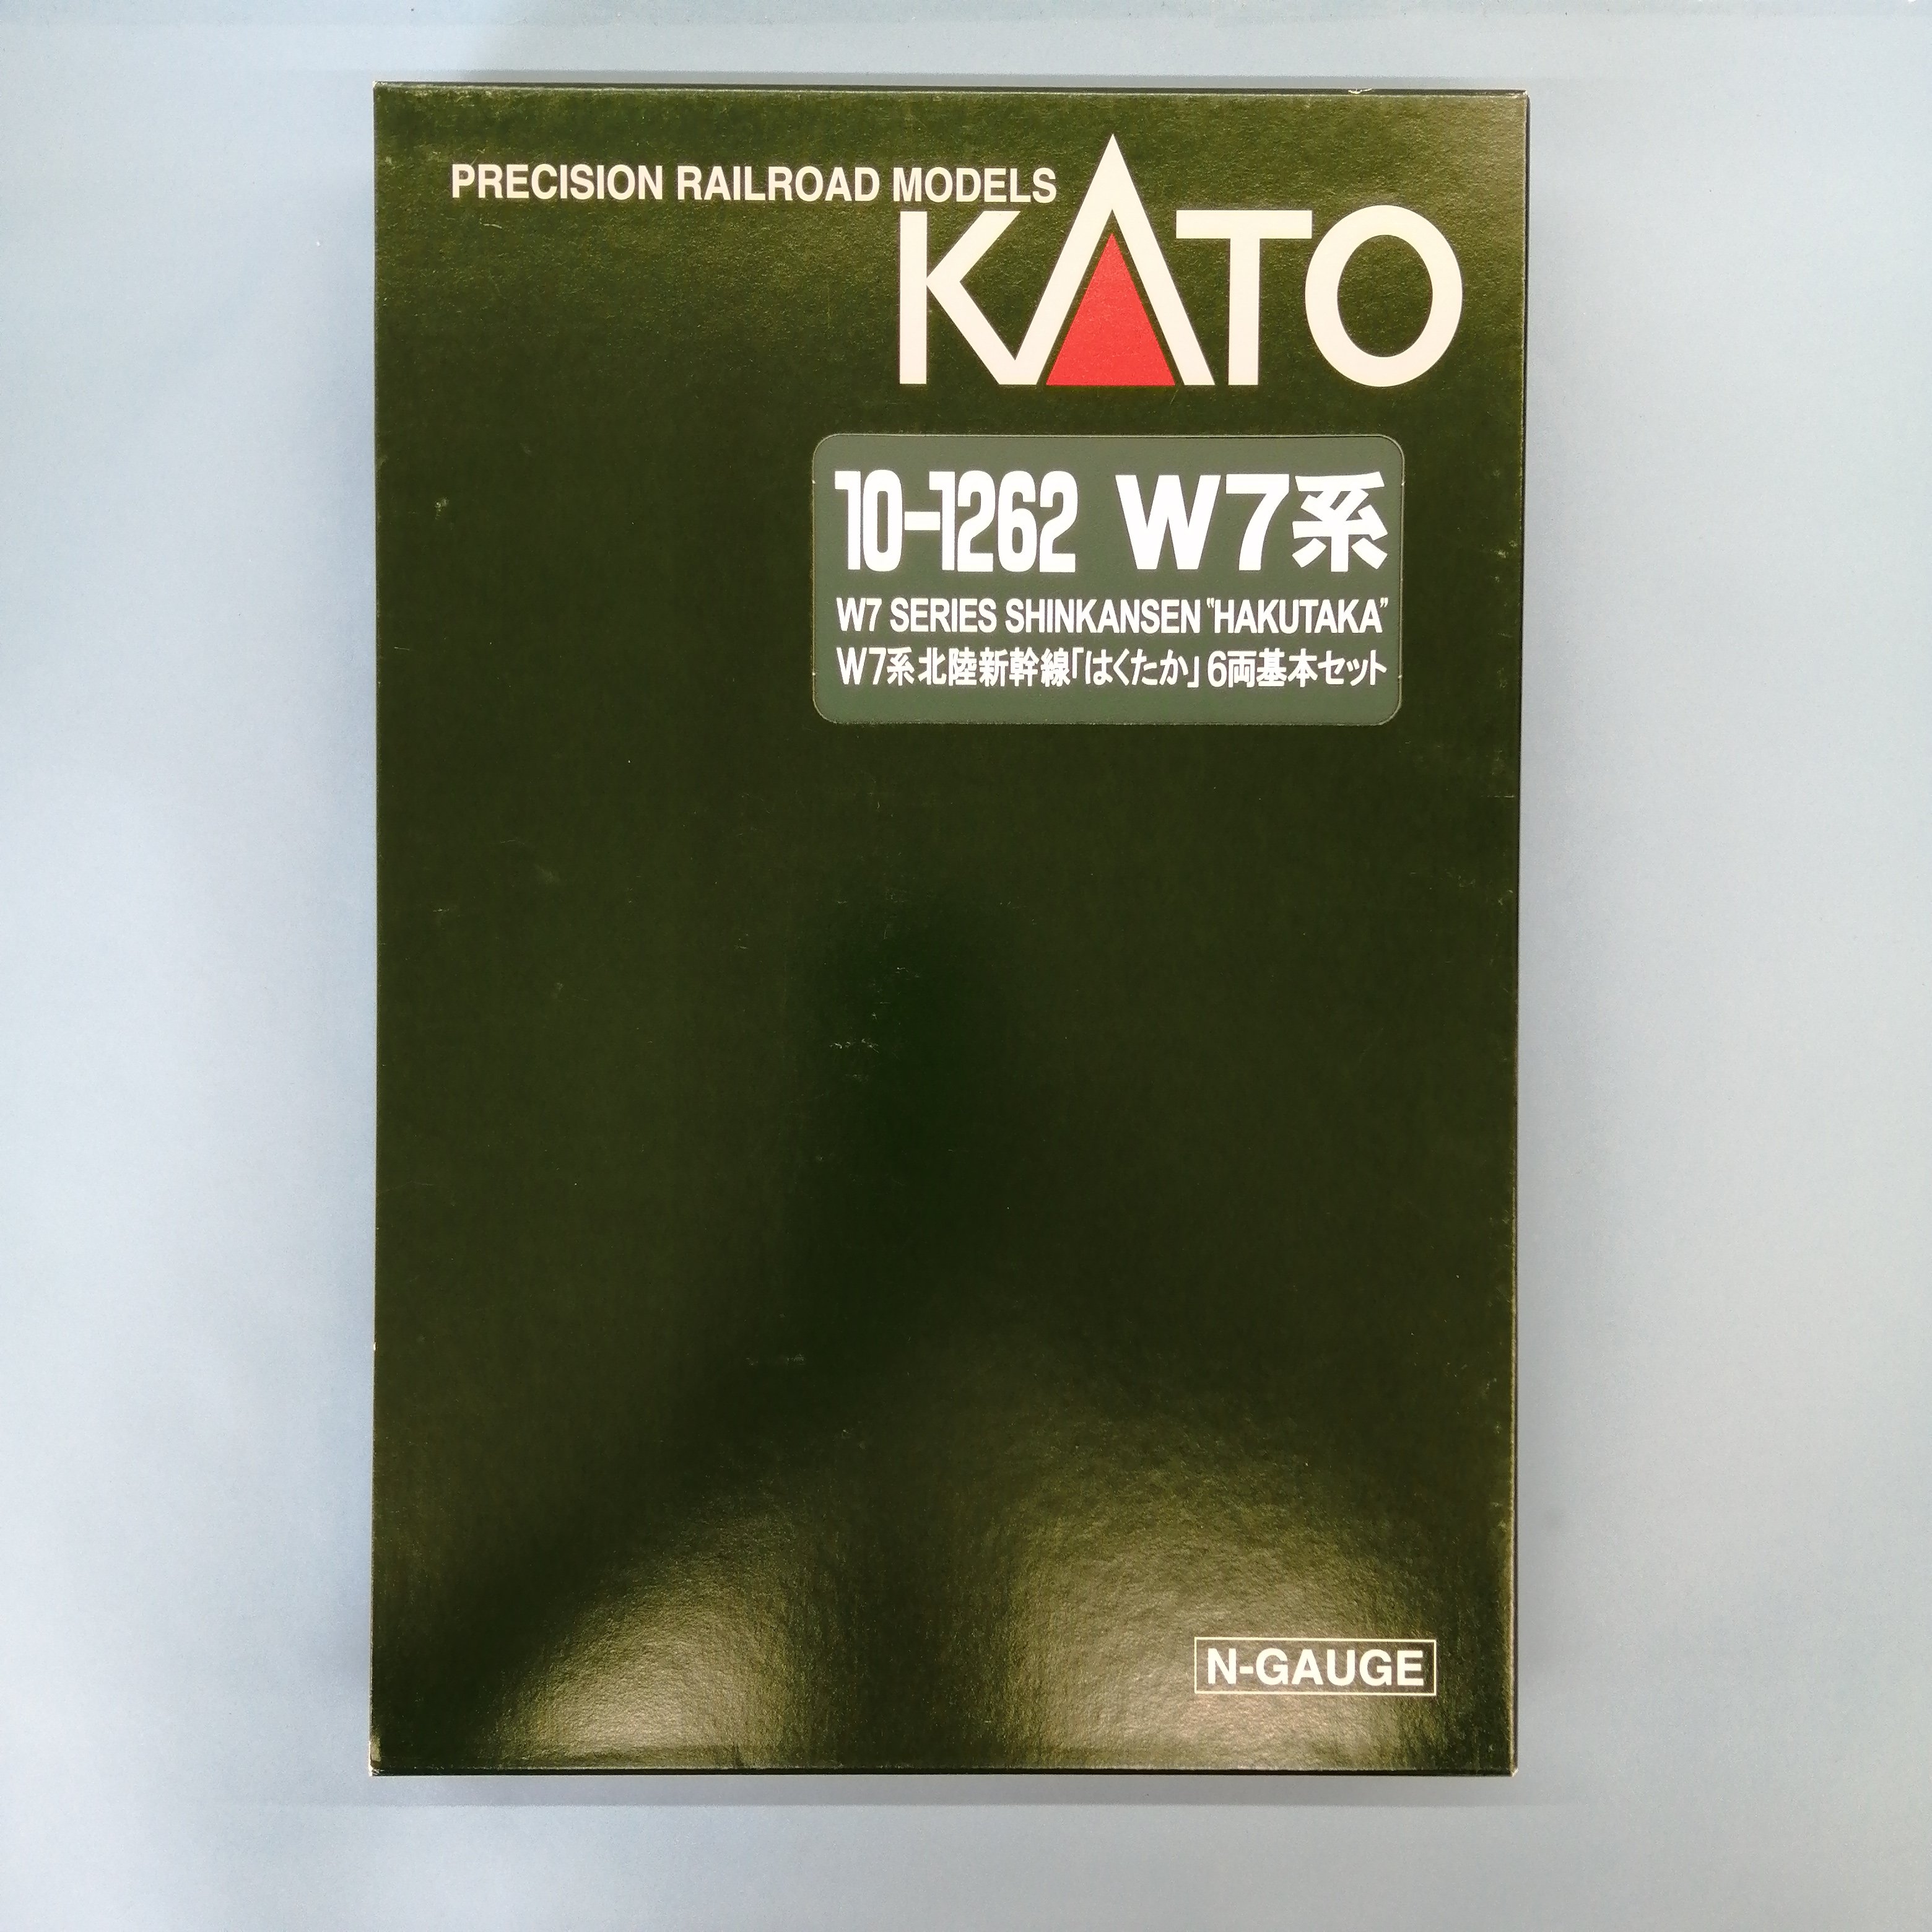 PRECISION RAILROAD MODELS
KATO
10-1262 W7系
W7 SERIES SHINKANSEN "HAKUTAKA"
W7系北陸新幹線「はくたか」6両基本セット
N-GAUGE